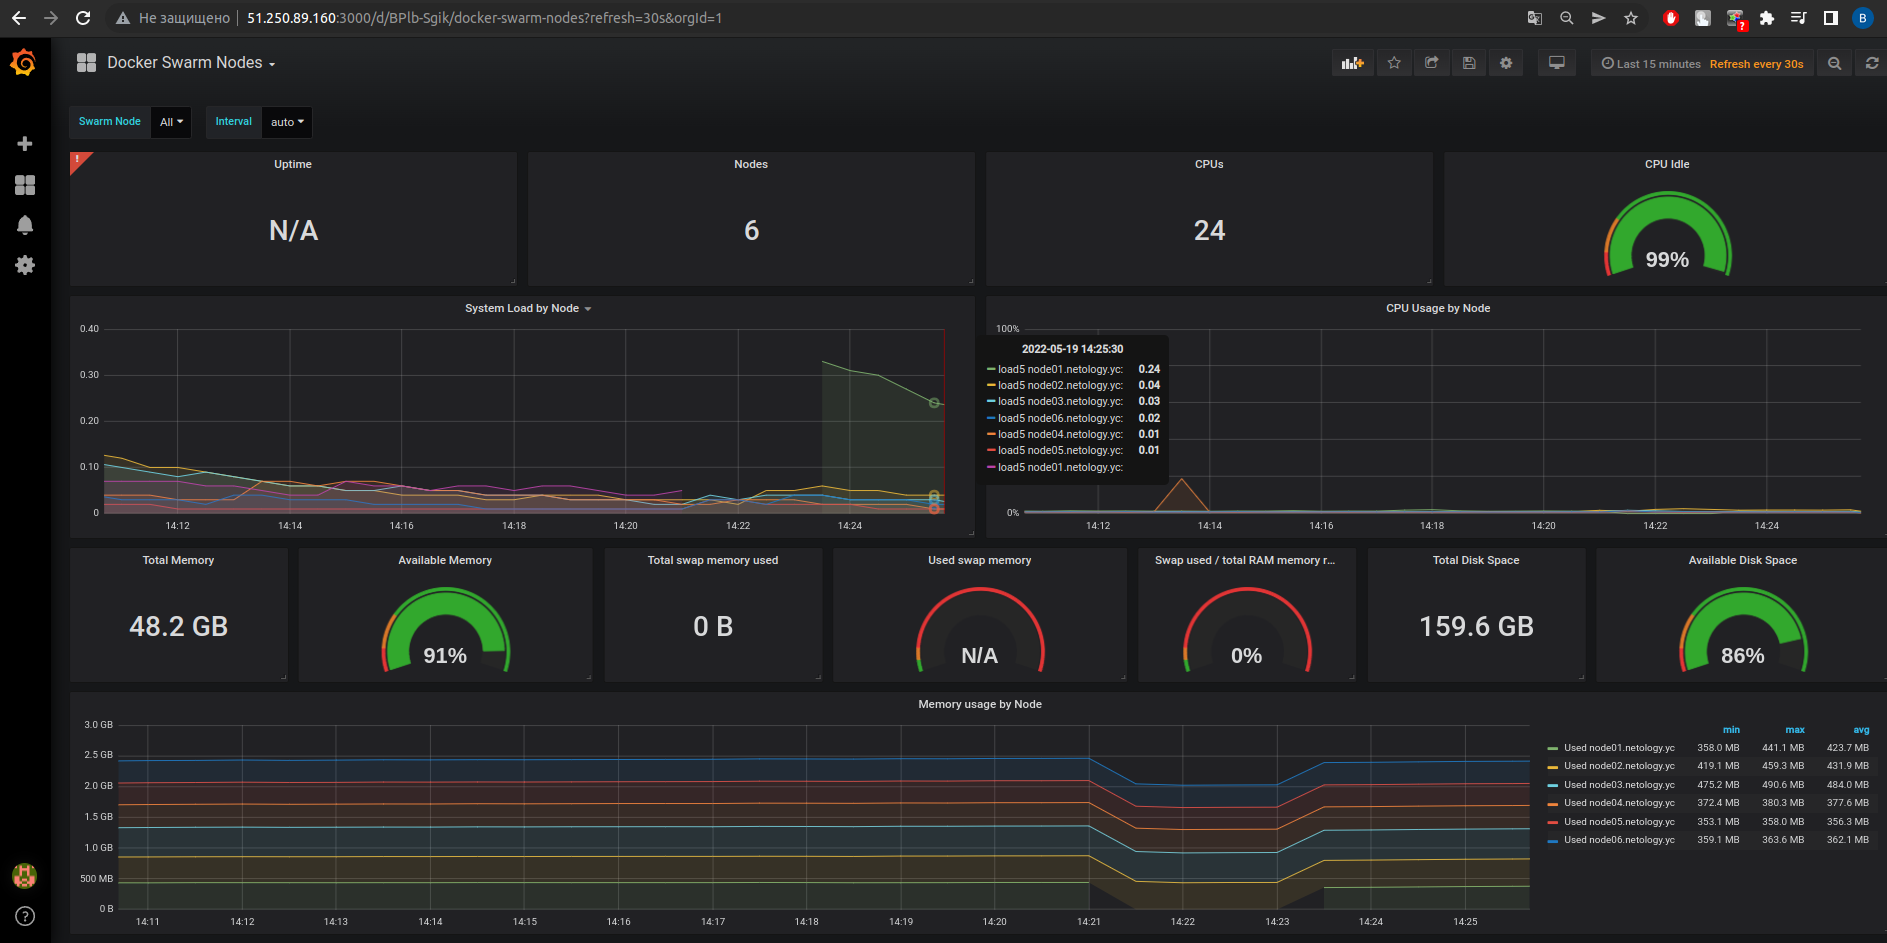 Не защищено 51.250.89.160:3000/d/BPlb-Sgik/docker-swarm-nodes?refresh=30s&orgId=1
?
B
Docker Swarm Nodes
Last 15 minutes Refresh every 30s
Swarm Node All Interval auto
!
Uptime
N/A
Nodes
6
CPUs
24
CPU Idle
99%
System Load by Node
0.40
0.30
0.20
0.10
0
14:12 14:14 14:16 14:18 14:20 14:22 14:24
CPU Usage by Node
100%
0%
14:12 14:14 14:16 14:18 14:20 14:22 14:24
2022-05-19 14:25:30
load5 node01.netology.yc: 0.24
load5 node02.netology.yc: 0.04
load5 node03.netology.yc: 0.03
load5 node06.netology.yc: 0.02
load5 node04.netology.yc: 0.01
load5 node05.netology.yc: 0.01
load5 node01.netology.yc:
Total Memory
48.2 GB
Available Memory
91%
Total swap memory used
0 B
Used swap memory
N/A
Swap used / total RAM memory r...
0%
Total Disk Space
159.6 GB
Available Disk Space
86%
Memory usage by Node
3.0 GB
2.5 GB
2.0 GB
1.5 GB
1.0 GB
500 MB
0 B
14:11 14:12 14:13 14:14 14:15 14:16 14:17 14:18 14:19 14:20 14:21 14:22 14:23 14:24 14:25
min max avg
Used node01.netology.yc 358.0 MB 441.1 MB 423.7 MB
Used node02.netology.yc 419.1 MB 459.3 MB 431.9 MB
Used node03.netology.yc 475.2 MB 490.6 MB 484.0 MB
Used node04.netology.yc 372.4 MB 380.3 MB 377.6 MB
Used node05.netology.yc 353.1 MB 358.0 MB 356.3 MB
Used node06.netology.yc 359.1 MB 363.6 MB 362.1 MB
?